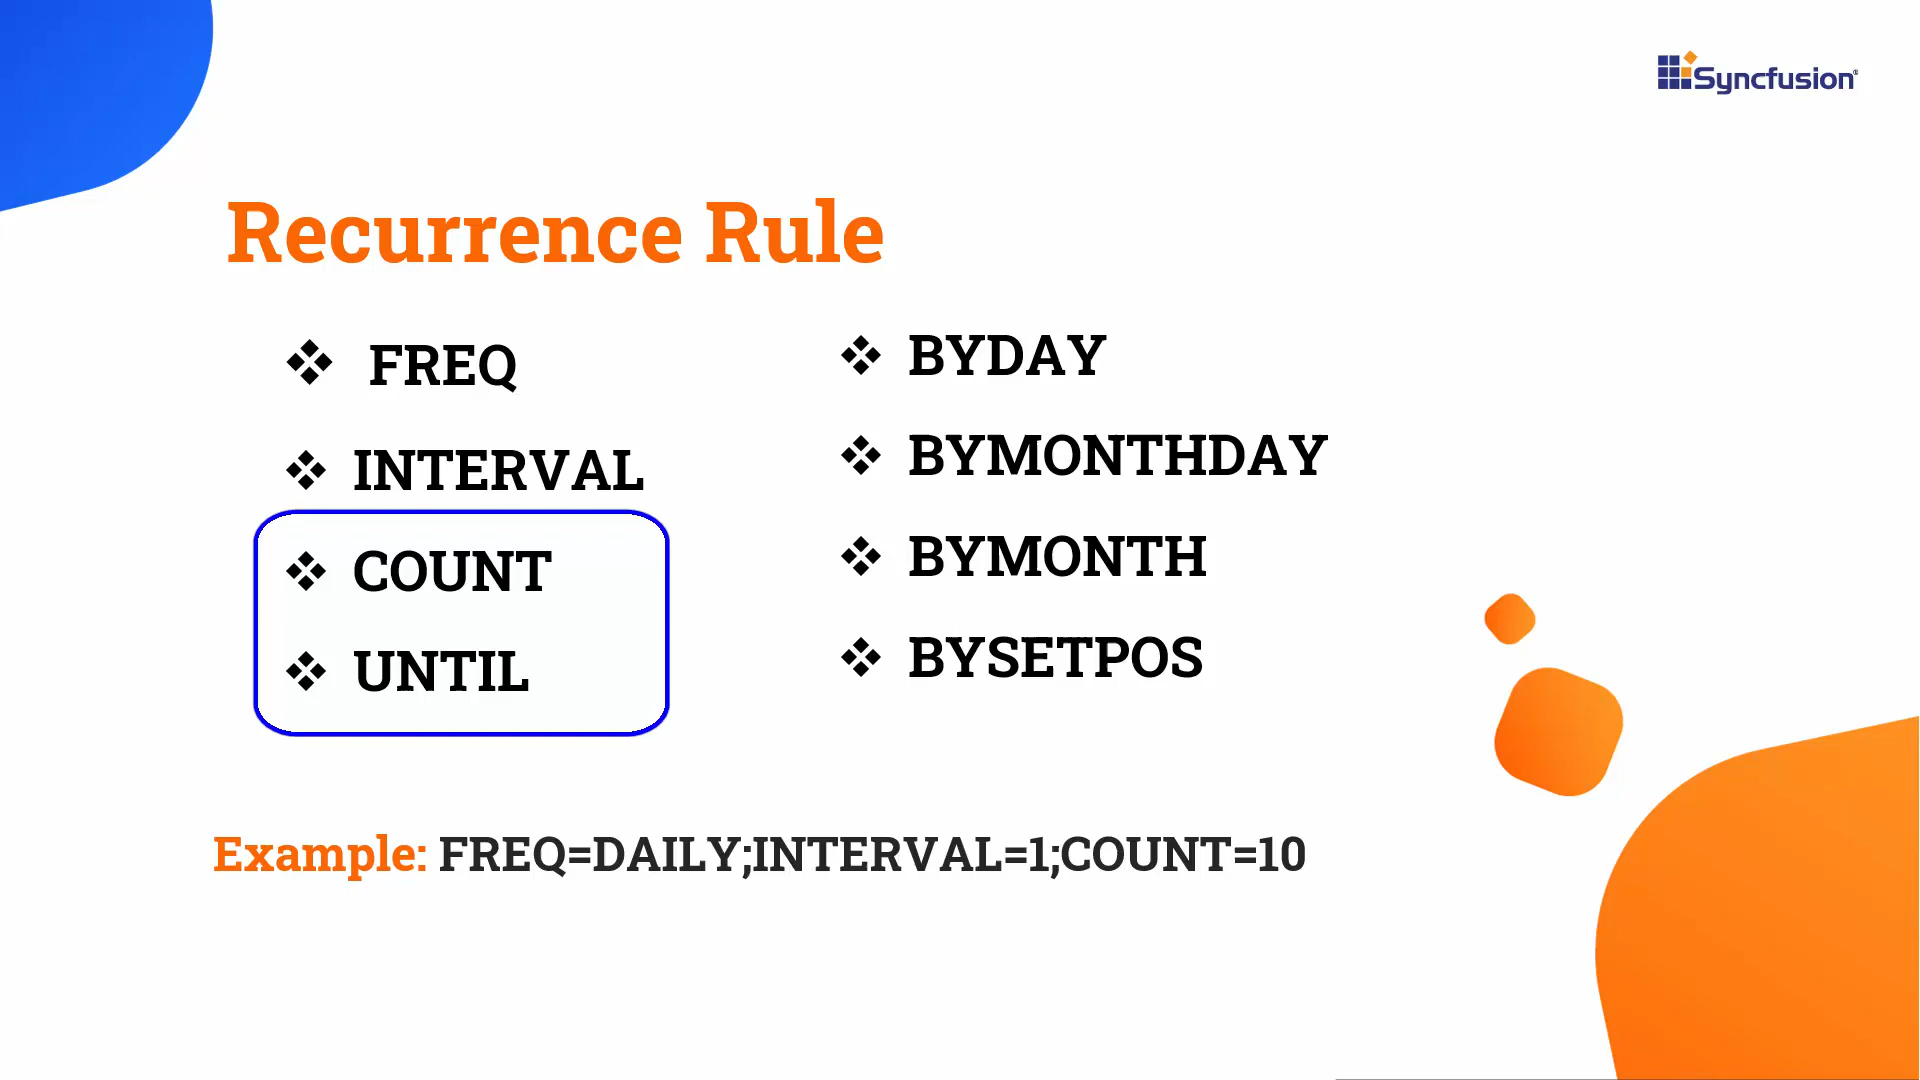 Syncfusion®
Recurrence Rule
❖ FREQ
❖ INTERVAL
❖ COUNT
❖ UNTIL
❖ BYDAY
❖ BYMONTHDAY
❖ BYMONTH
❖ BYSETPOS
Example: FREQ=DAILY;INTERVAL=1;COUNT=10